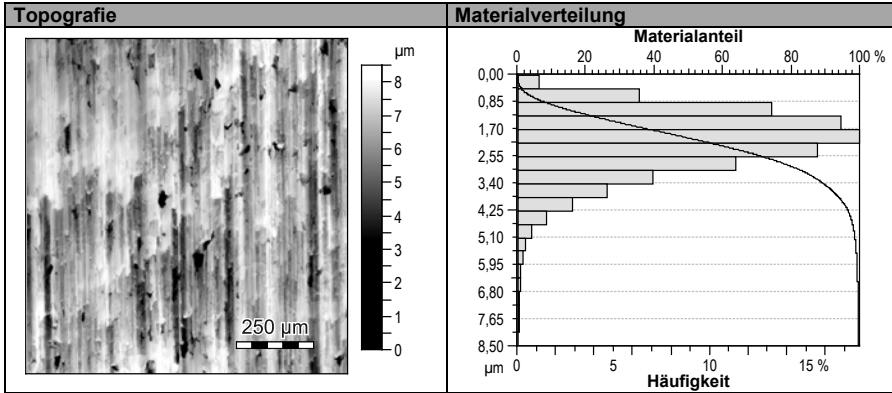 Topografie
Materialverteilung
µm
8
7
6
5
4
3
2
1
0
250 µm
Materialanteil
0 20 40 60 80 100 %
0,00
0,85
1,70
2,55
3,40
4,25
5,10
5,95
6,80
7,65
8,50
µm
0 5 10 15 %
Häufigkeit